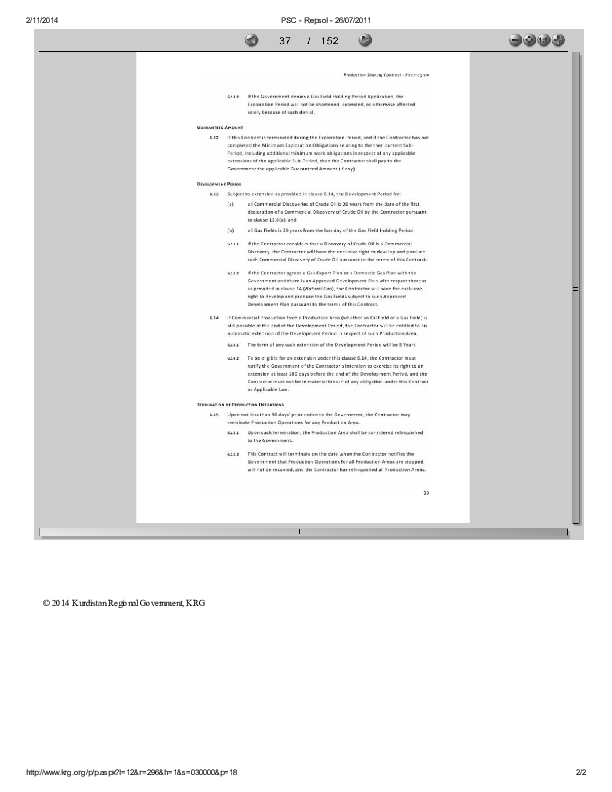 2/11/2014
PSC - Repsol - 26/07/2011
37 / 152
Production Sharing Contract -
6.11.9 If the Government denies a Gas Field Holding Period Application, the
Exploration Period will not be shortened, extended, or otherwise affected
solely because of such denial.
GUARANTEED AMOUNT
6.12 If this Contract is terminated during the Exploration Period, and if the Contractor has not
completed the Minimum Exploration Obligations relating to the then current Sub-
Period, including additional minimum work obligations in respect of any applicable
extensions of the applicable Sub-Period, then the Contractor shall pay to the
Government the applicable Guaranteed Amount (if any).
DEVELOPMENT PERIOD
6.13 Subject to extension as provided in clause 6.14, the Development Period for:
(a) all Commercial Discoveries of Crude Oil is 20 years from the date of the first
declaration of a Commercial Discovery of Crude Oil by the Contractor pursuant
to clause 12.6(a); and
all Gas Fields is 20 years from the last day of the Gas Field Holding Period.
6.13.1 If the Contractor considers that a Discovery of Crude Oil is a Commercial
Discovery, the Contractor will have the exclusive right to develop and produce
such Commercial Discovery of Crude Oil pursuant to the terms of this Contract.
6.13.2 If the Contractor agrees a Gas Export Plan or a Domestic Gas Plan with the
Government and there is an Approved Development Plan with respect thereto
as provided in clause 14 (Natural Gas), the Contractor will have the exclusive
right to develop and produce the Gas Fields subject to such Approved
Development Plan pursuant to the terms of this Contract.
6.14 If Commercial Production from a Production Area (whether an Oil Field or a Gas Field) is
still possible at the end of the Development Period, the Contractor will be entitled to an
automatic extension of the Development Period in respect of such Production Area.
6.14.1 The term of any such extension of the Development Period will be 5 Years.
6.14.2 To be eligible for an extension under this clause 6.14, the Contractor must
notify the Government of the Contractor's intention to exercise its right to an
extension at least 180 days before the end of the Development Period, and the
Contractor must not be in material breach of any obligation under this Contract
or Applicable Law.
TERMINATION OF PRODUCTION OPERATIONS
6.15 Upon not less than 90 days' prior notice to the Government, the Contractor may
terminate Production Operations for any Production Area.
6.15.1 Upon such termination, the Production Area shall be considered relinquished
to the Government.
6.15.2 This Contract will terminate on the date when the Contractor notifies the
Government that Production Operations for all Production Areas are stopped,
will not be resumed, and the Contractor has relinquished all Production Areas.
© 2014 Kurdistan Regional Government, KRG
http://www.krg.org/p/p.aspx?l=12&r=296&h=1&s=030000&p=18
2/2